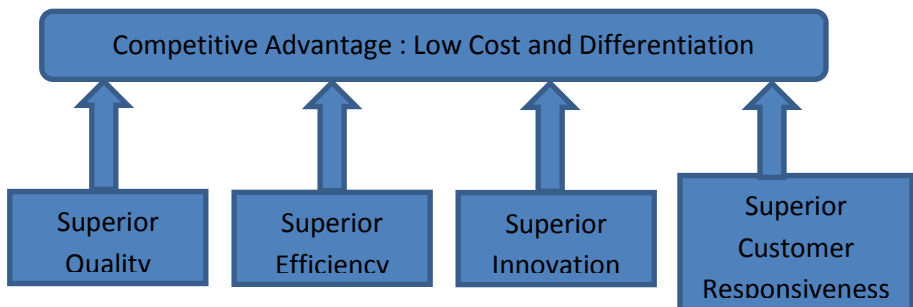 Competitive Advantage : Low Cost and Differentiation
Superior
Quality
Superior
Efficiency
Superior
Innovation
Superior
Customer
Responsiveness